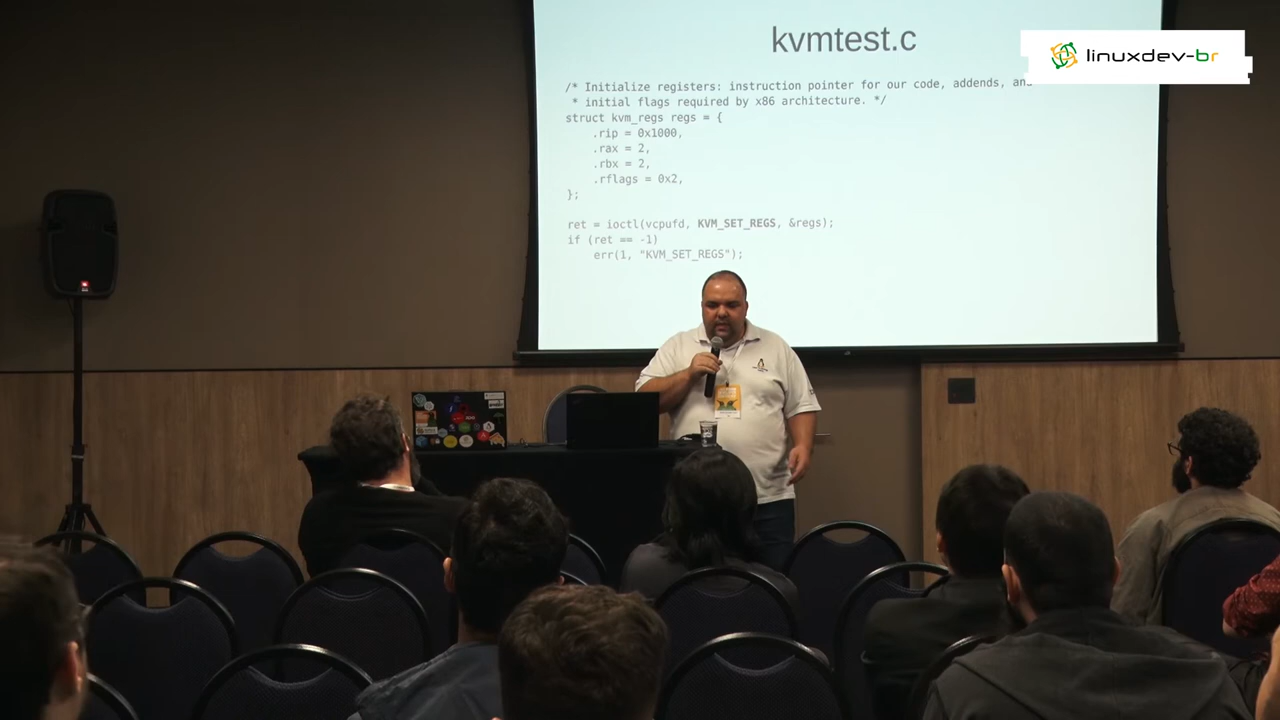 kvmtest.c
linuxdev-br
/* Initialize registers: instruction pointer for our code, addends, and
* initial flags required by x86 architecture. */
struct kvm_regs regs = {
.rip = 0x1000,
.rax = 2,
.rbx = 2,
.rflags = 0x2,
};
ret = ioctl(vcpufd, KVM_SET_REGS, &regs);
if (ret == -1)
err(1, "KVM_SET_REGS");